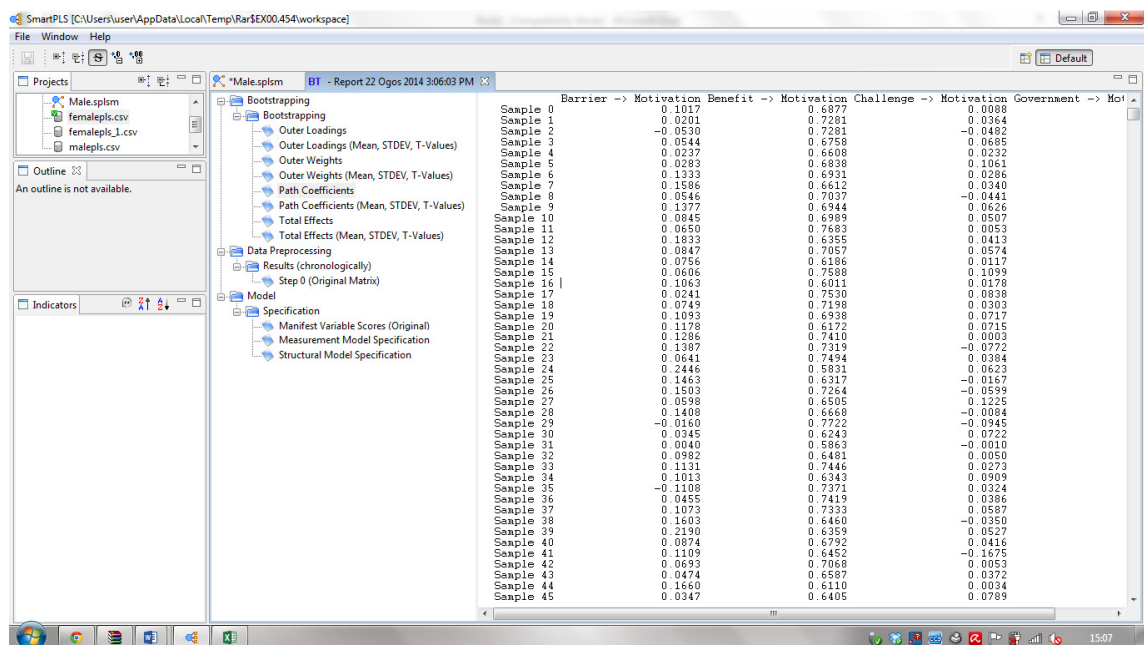 SmartPLS [C:\Users\user\AppData\Local\Temp\Rar$EX00.454\workspace]
File Window Help
Default
Projects
Male.splsm
femalepls.csv
femalepls_1.csv
malepls.csv
Outline
An outline is not available.
Indicators
*Male.splsm
BT - Report 22 Ogos 2014 3:06:03 PM
Bootstrapping
Bootstrapping
Outer Loadings
Outer Loadings (Mean, STDEV, T-Values)
Outer Weights
Outer Weights (Mean, STDEV, T-Values)
Path Coefficients
Path Coefficients (Mean, STDEV, T-Values)
Total Effects
Total Effects (Mean, STDEV, T-Values)
Data Preprocessing
Results (chronologically)
Step 0 (Original Matrix)
Model
Specification
Manifest Variable Scores (Original)
Measurement Model Specification
Structural Model Specification
Barrier -> Motivation Benefit -> Motivation Challenge -> Motivation Government -> Mot
Sample 0 0.1017 0.6877 0.0088
Sample 1 0.0201 0.7281 0.0364
Sample 2 -0.0530 0.7281 -0.0482
Sample 3 0.0544 0.6758 0.0685
Sample 4 0.0237 0.6608 0.0232
Sample 5 0.0283 0.6838 0.1061
Sample 6 0.1333 0.6931 0.0286
Sample 7 0.1586 0.6612 0.0340
Sample 8 0.0546 0.7037 -0.0441
Sample 9 0.1377 0.6944 0.0626
Sample 10 0.0845 0.6989 0.0507
Sample 11 0.0650 0.7683 0.0053
Sample 12 0.1833 0.6355 0.0413
Sample 13 0.0847 0.7057 0.0574
Sample 14 0.0756 0.6186 0.0117
Sample 15 0.0606 0.7588 0.1099
Sample 16 0.1063 0.6011 0.0178
Sample 17 0.0241 0.7530 0.0838
Sample 18 0.0749 0.7198 0.0303
Sample 19 0.1093 0.6938 0.0717
Sample 20 0.1178 0.6172 0.0715
Sample 21 0.1286 0.7410 0.0003
Sample 22 0.1387 0.7319 -0.0772
Sample 23 0.0641 0.7494 0.0384
Sample 24 0.2446 0.5831 0.0623
Sample 25 0.1463 0.6317 -0.0167
Sample 26 0.1503 0.7264 -0.0599
Sample 27 0.0598 0.6505 0.1225
Sample 28 0.1408 0.6668 -0.0084
Sample 29 -0.0160 0.7722 -0.0945
Sample 30 0.0345 0.6243 0.0722
Sample 31 0.0040 0.5863 -0.0010
Sample 32 0.0982 0.6481 0.0050
Sample 33 0.1131 0.7446 0.0273
Sample 34 0.1013 0.6343 0.0909
Sample 35 -0.1108 0.7371 0.0324
Sample 36 0.0455 0.7419 0.0386
Sample 37 0.1073 0.7333 0.0587
Sample 38 0.1603 0.6460 -0.0350
Sample 39 0.2190 0.6359 0.0527
Sample 40 0.0874 0.6792 0.0416
Sample 41 0.1109 0.6452 -0.1675
Sample 42 0.0693 0.7068 0.0053
Sample 43 0.0474 0.6587 0.0372
Sample 44 0.1660 0.6110 0.0034
Sample 45 0.0347 0.6405 0.0789
15:07